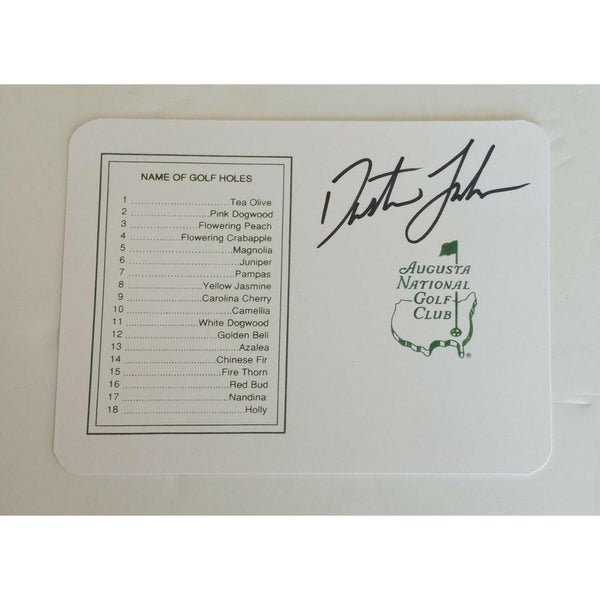 NAME OF GOLF HOLES
1 ........................Tea Olive
2 ..................Pink Dogwood
3 ..............Flowering Peach
4 .........Flowering Crabapple
5 .........................Magnolia
6 ...........................Juniper
7 ..........................Pampas
8 ................Yellow Jasmine
9 ................Carolina Cherry
10 ........................Camellia
11 ...............White Dogwood
12 ....................Golden Bell
13 ..........................Azalea
14 ....................Chinese Fir
15 .....................Fire Thorn
16 ........................Red Bud
17 ........................Nandina
18 .............................Holly
Dustin Johnson
AUGUSTA
NATIONAL
GOLF
CLUB
®